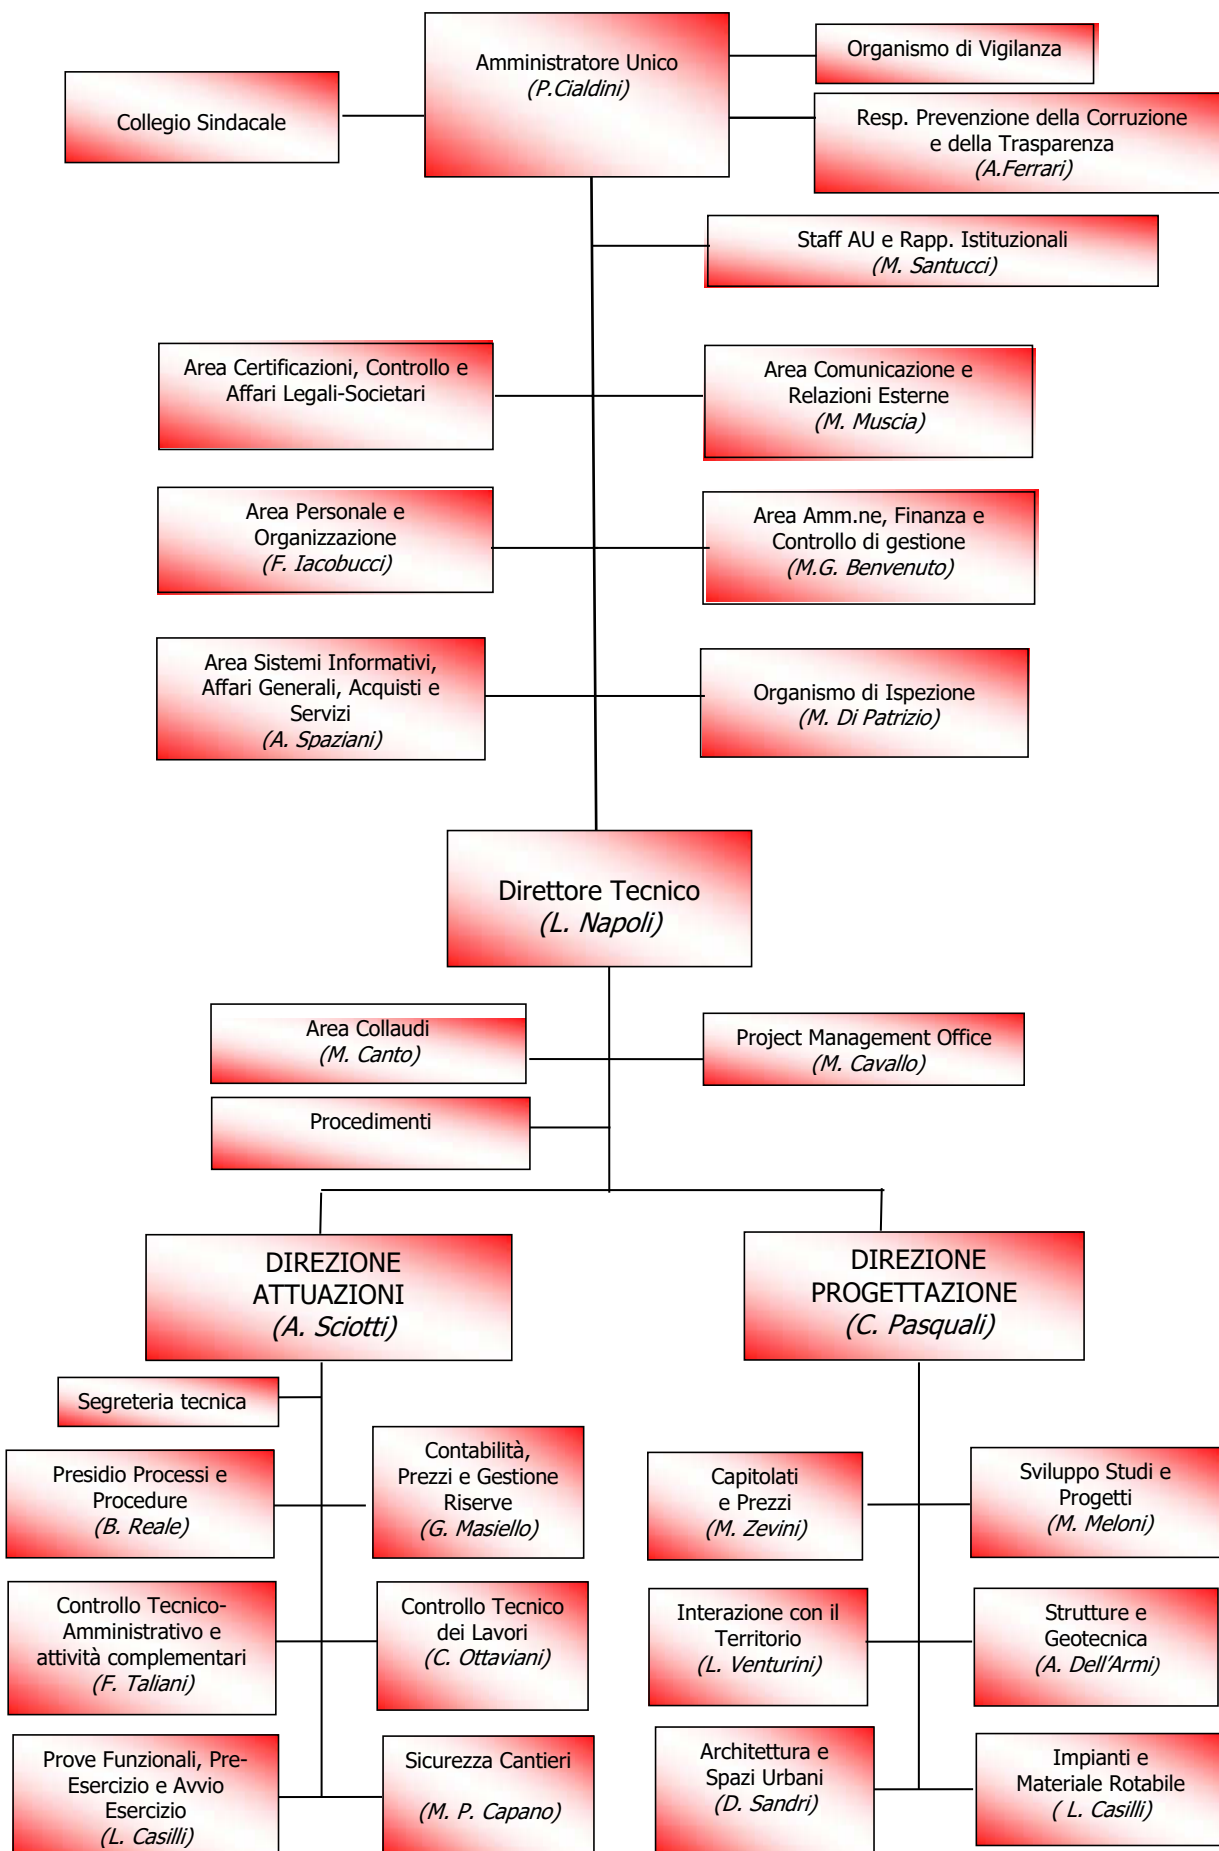 Amministratore Unico
(P.Cialdini)
Organismo di Vigilanza
Collegio Sindacale
Resp. Prevenzione della Corruzione
e della Trasparenza
(A.Ferrari)
Staff AU e Rapp. Istituzionali
(M. Santucci)
Area Certificazioni, Controllo e
Affari Legali-Societari
Area Comunicazione e
Relazioni Esterne
(M. Muscia)
Area Personale e
Organizzazione
(F. Iacobucci)
Area Amm.ne, Finanza e
Controllo di gestione
(M.G. Benvenuto)
Area Sistemi Informativi,
Affari Generali, Acquisti e
Servizi
(A. Spaziani)
Organismo di Ispezione
(M. Di Patrizio)
Direttore Tecnico
(L. Napoli)
Area Collaudi
(M. Canto)
Project Management Office
(M. Cavallo)
Procedimenti
DIREZIONE
ATTUAZIONI
(A. Sciotti)
DIREZIONE
PROGETTAZIONE
(C. Pasquali)
Segreteria tecnica
Presidio Processi e
Procedure
(B. Reale)
Contabilità,
Prezzi e Gestione
Riserve
(G. Masiello)
Capitolati
e Prezzi
(M. Zevini)
Sviluppo Studi e
Progetti
(M. Meloni)
Controllo Tecnico-
Amministrativo e
attività complementari
(F. Taliani)
Controllo Tecnico
dei Lavori
(C. Ottaviani)
Interazione con il
Territorio
(L. Venturini)
Strutture e
Geotecnica
(A. Dell'Armi)
Prove Funzionali, Pre-
Esercizio e Avvio
Esercizio
(L. Casilli)
Sicurezza Cantieri
(M. P. Capano)
Architettura e
Spazi Urbani
(D. Sandri)
Impianti e
Materiale Rotabile
( L. Casilli)